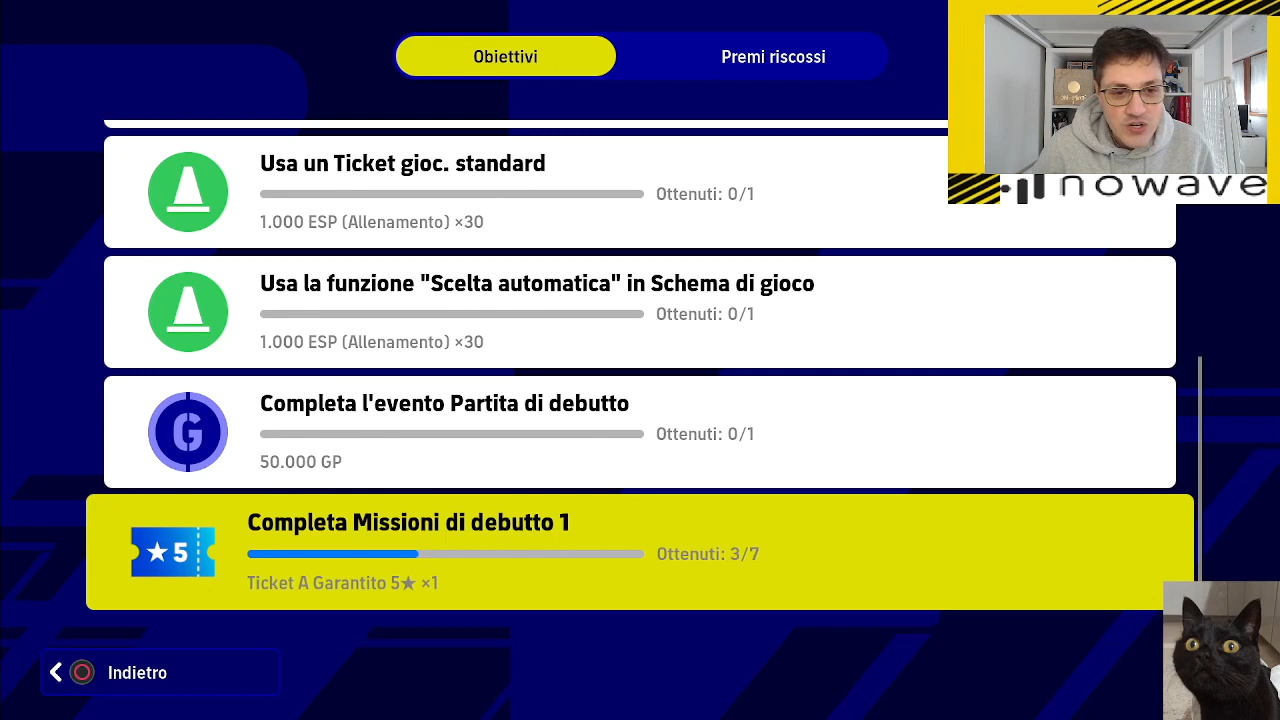 Obiettivi
Premi riscossi
nowave
Usa un Ticket gioc. standard
Ottenuti: 0/1
1.000 ESP (Allenamento) ×30
Usa la funzione "Scelta automatica" in Schema di gioco
Ottenuti: 0/1
1.000 ESP (Allenamento) ×30
G
Completa l'evento Partita di debutto
Ottenuti: 0/1
50.000 GP
★ 5
Completa Missioni di debutto 1
Ottenuti: 3/7
Ticket A Garantito 5★ ×1
Indietro